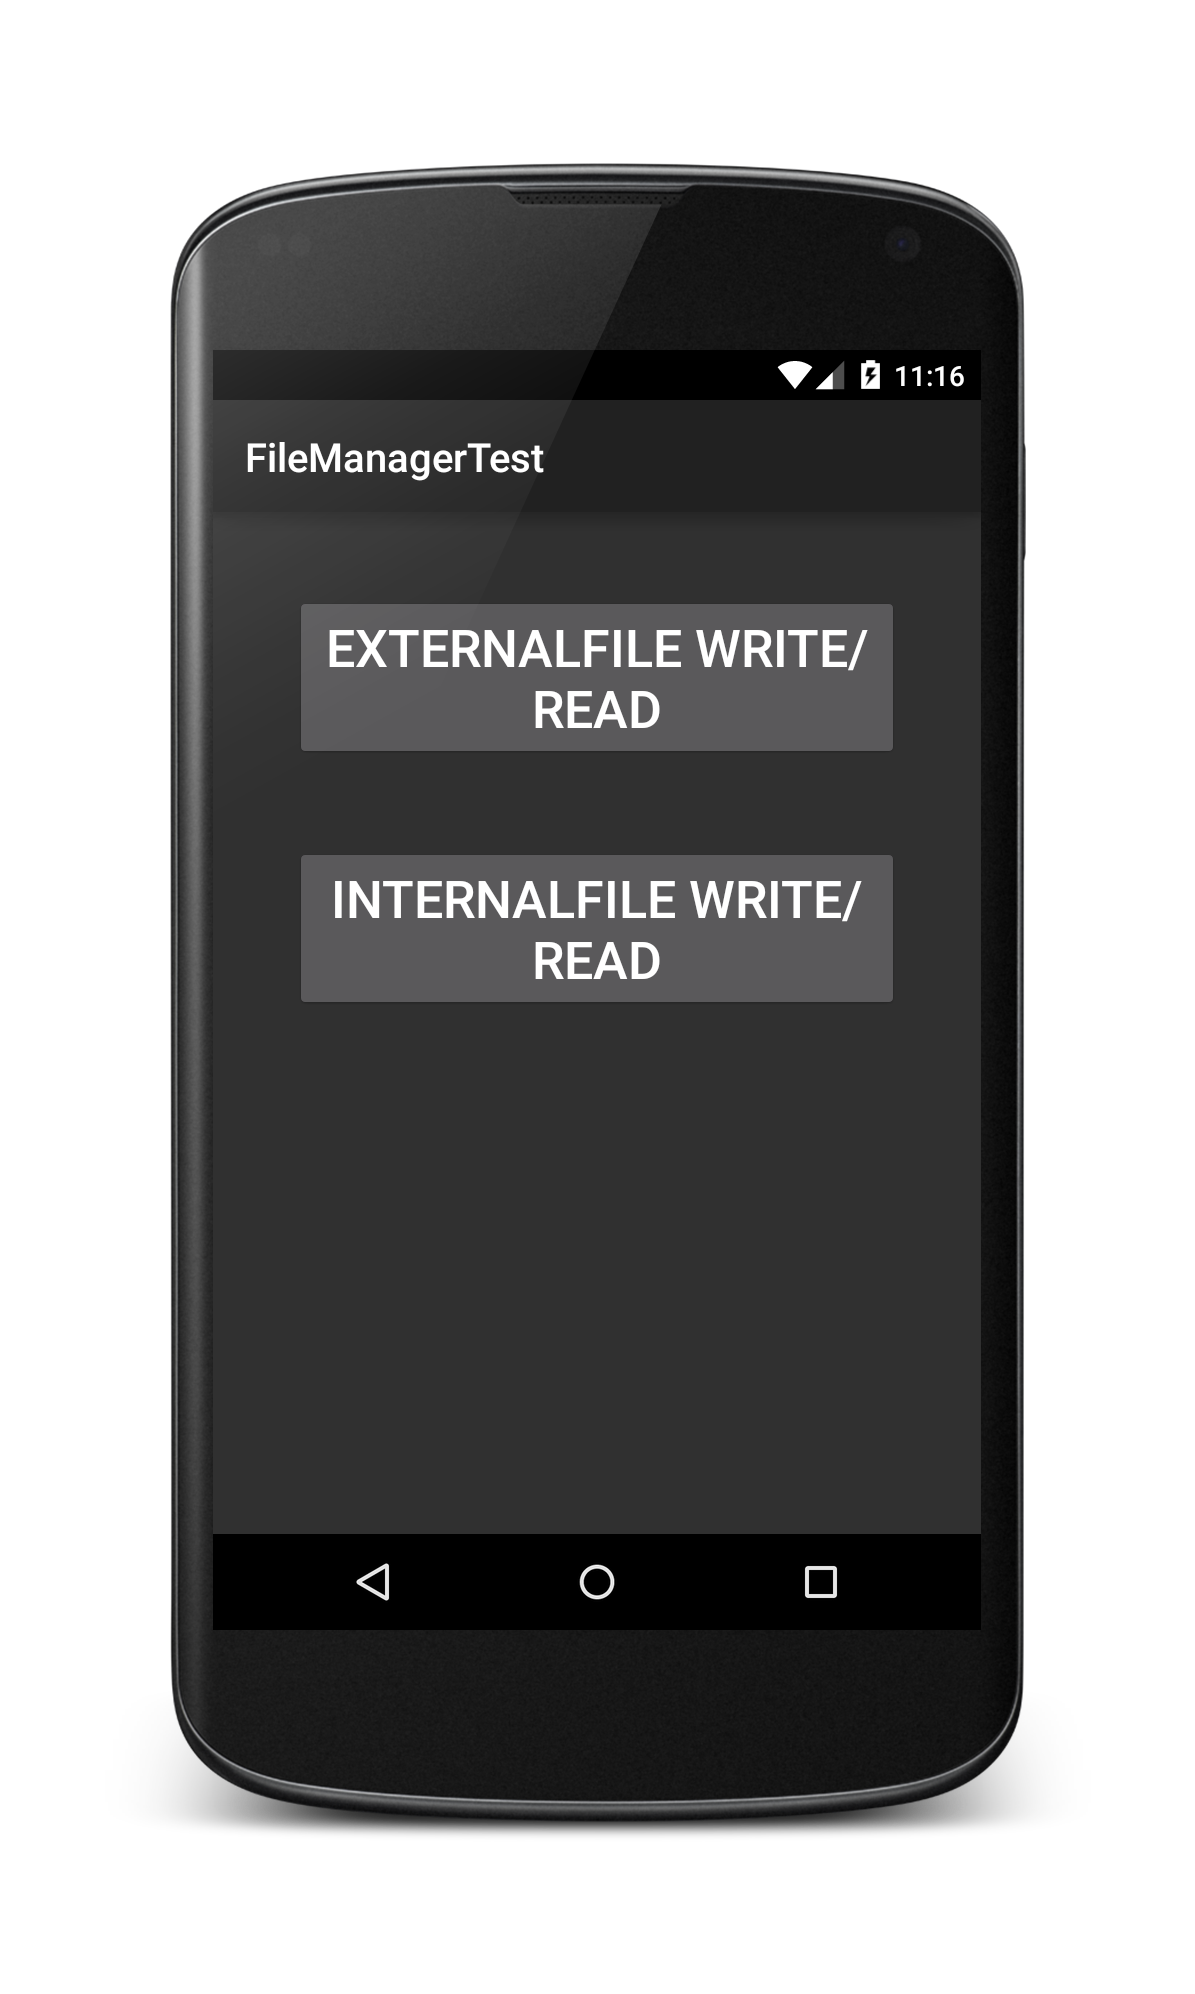 11:16
FileManagerTest
EXTERNALFILE WRITE/
READ
INTERNALFILE WRITE/
READ